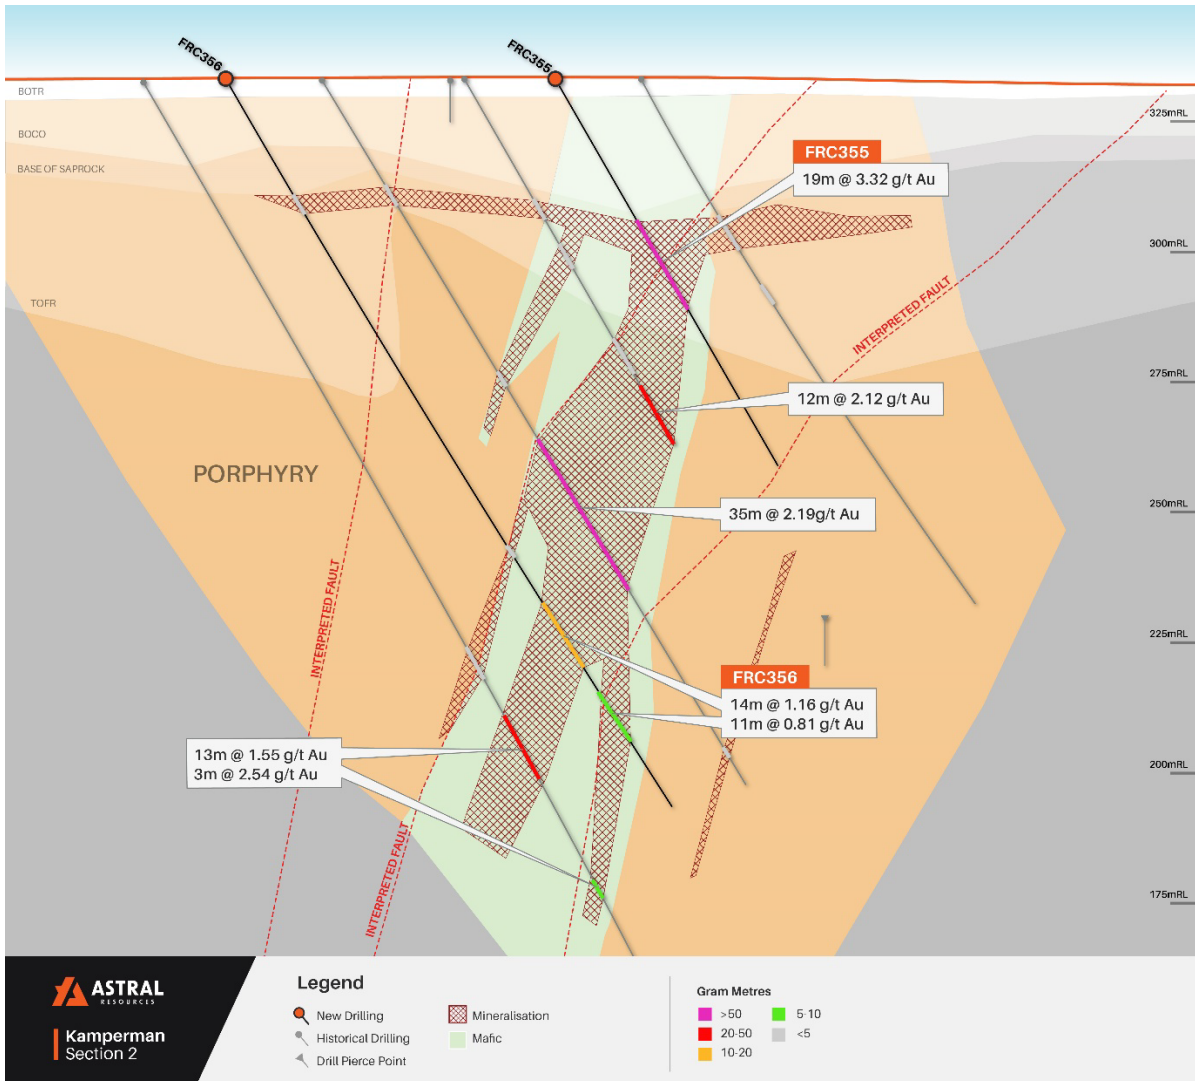 FRC356
FRC355
BOTR
BOCO
BASE OF SAPROCK
TOFR
325mRL
300mRL
275mRL
250mRL
225mRL
200mRL
175mRL
FRC355
19m @ 3.32 g/t Au
INTERPRETED FAULT
12m @ 2.12 g/t Au
PORPHYRY
35m @ 2.19g/t Au
INTERPRETED FAULT
FRC356
14m @ 1.16 g/t Au
11m @ 0.81 g/t Au
13m @ 1.55 g/t Au
3m @ 2.54 g/t Au
INTERPRETED FAULT
ASTRAL
RESOURCES
Kamperman
Section 2
Legend
New Drilling
Historical Drilling
Drill Pierce Point
Mineralisation
Mafic
Gram Metres
>50
20-50
10-20
5-10
<5